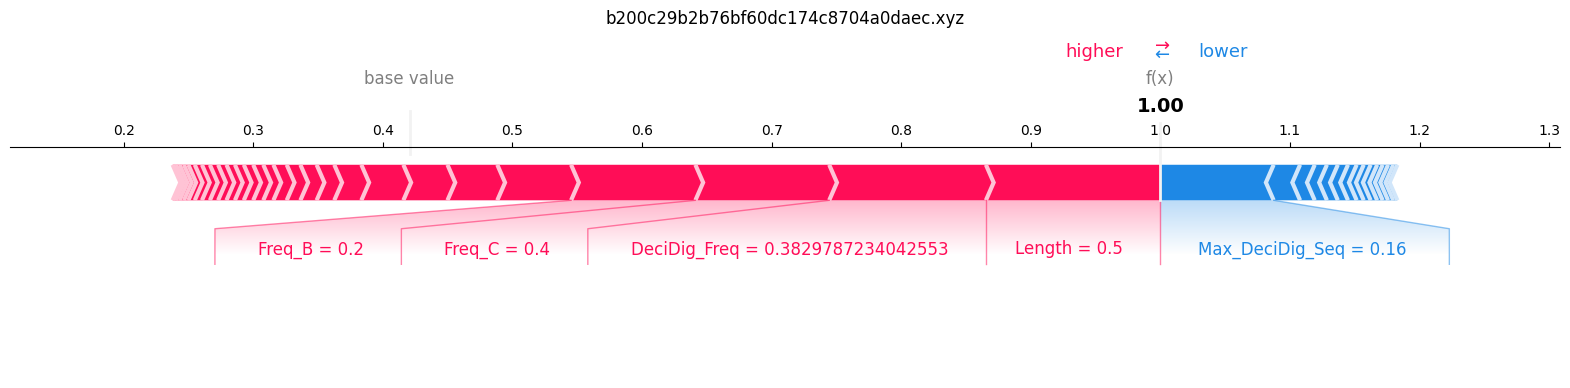 b200c29b2b76bf60dc174c8704a0daec.xyz
higher ⇄ lower
base value f(x)
1.00
0.2 0.3 0.4 0.5 0.6 0.7 0.8 0.9 1.0 1.1 1.2 1.3
Freq_B = 0.2 Freq_C = 0.4 DeciDig_Freq = 0.3829787234042553 Length = 0.5 Max_DeciDig_Seq = 0.16